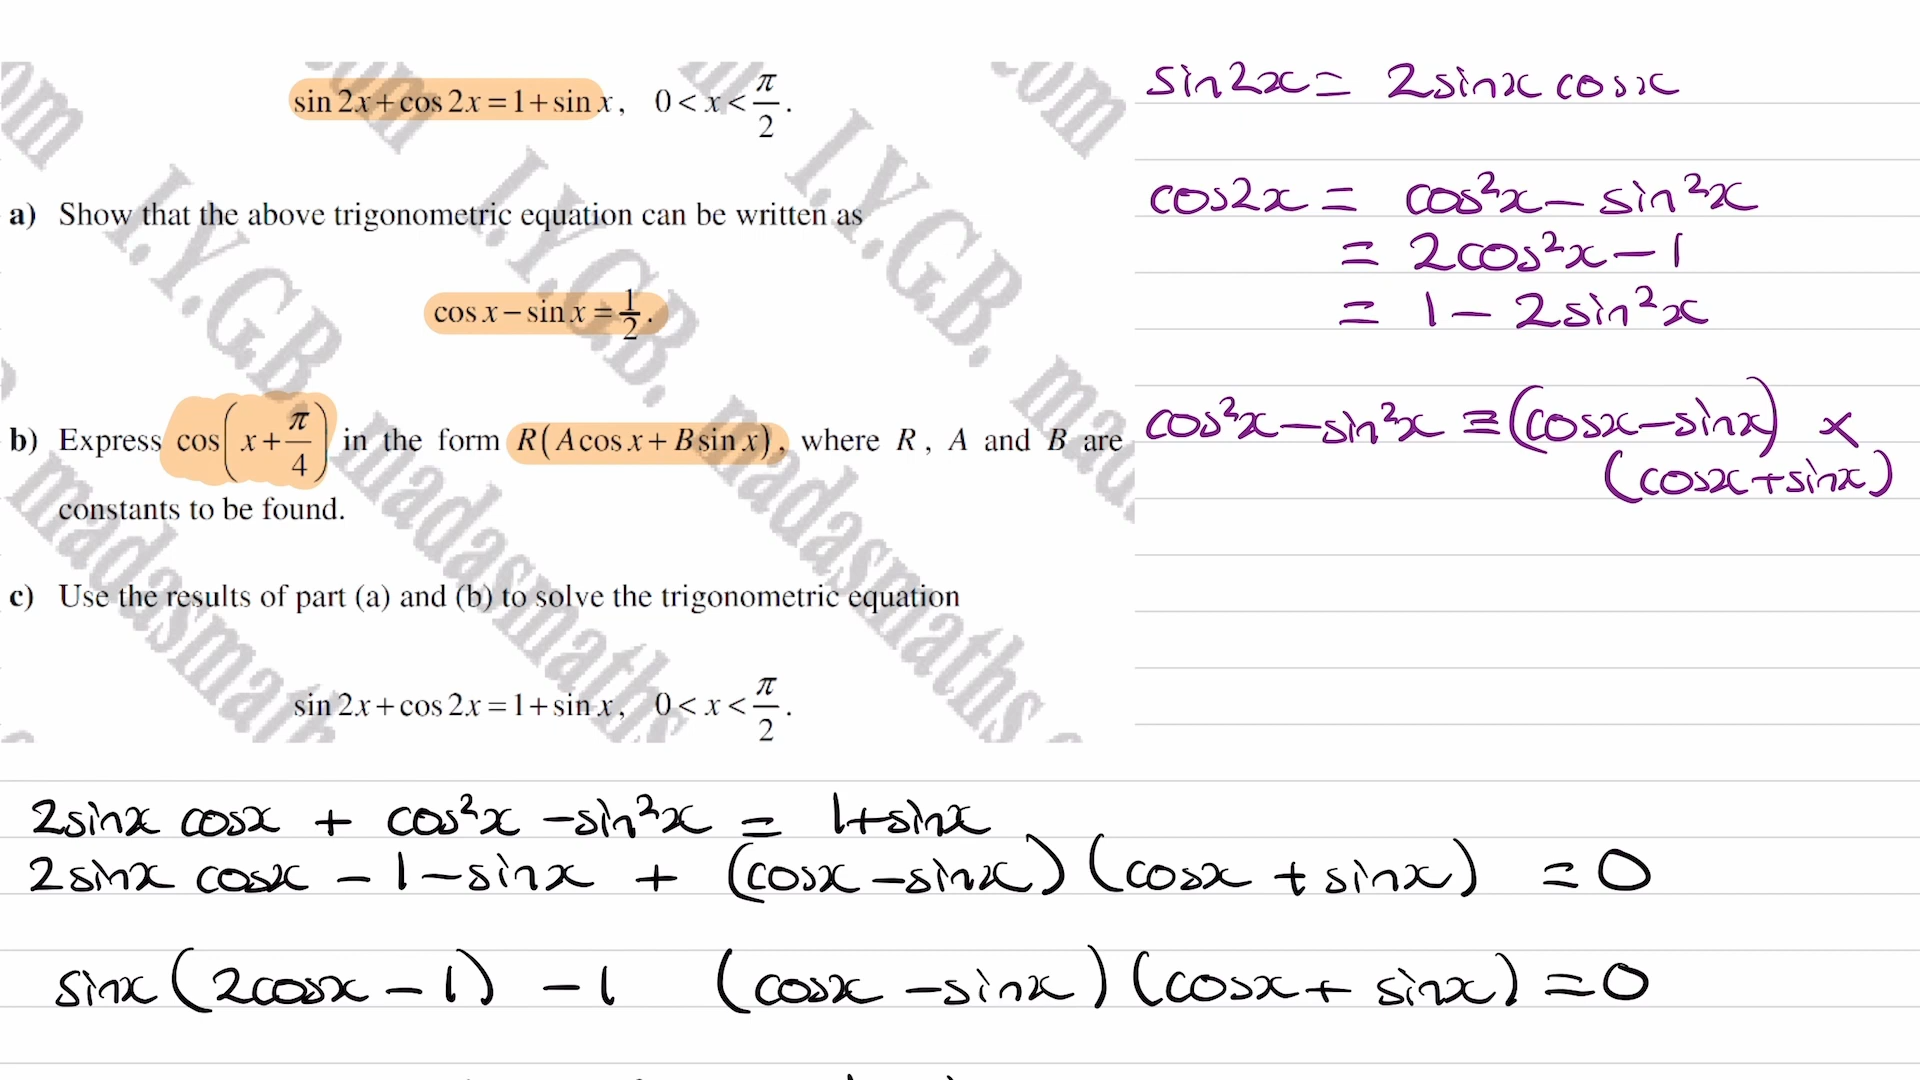 sin 2x + cos 2x = 1 + sin x, 0 < x < π/2.
a) Show that the above trigonometric equation can be written as
cos x − sin x = 1/2.
b) Express cos(x + π/4) in the form R(A cos x + B sin x), where R, A and B are
constants to be found.
c) Use the results of part (a) and (b) to solve the trigonometric equation
sin 2x + cos 2x = 1 + sin x, 0 < x < π/2.
sin2x = 2sinx cosx
cos2x = cos²x − sin²x
= 2cos²x − 1
= 1 − 2sin²x
cos²x − sin²x ≡ (cosx − sinx) ×
(cosx + sinx)
2sinx cosx + cos²x − sin²x = 1 + sinx
2sinx cosx − 1 − sinx + (cosx − sinx)(cosx + sinx) = 0
sinx(2cosx − 1) − 1 (cosx − sinx)(cosx + sinx) = 0
I.Y.G.B. madasmaths.com